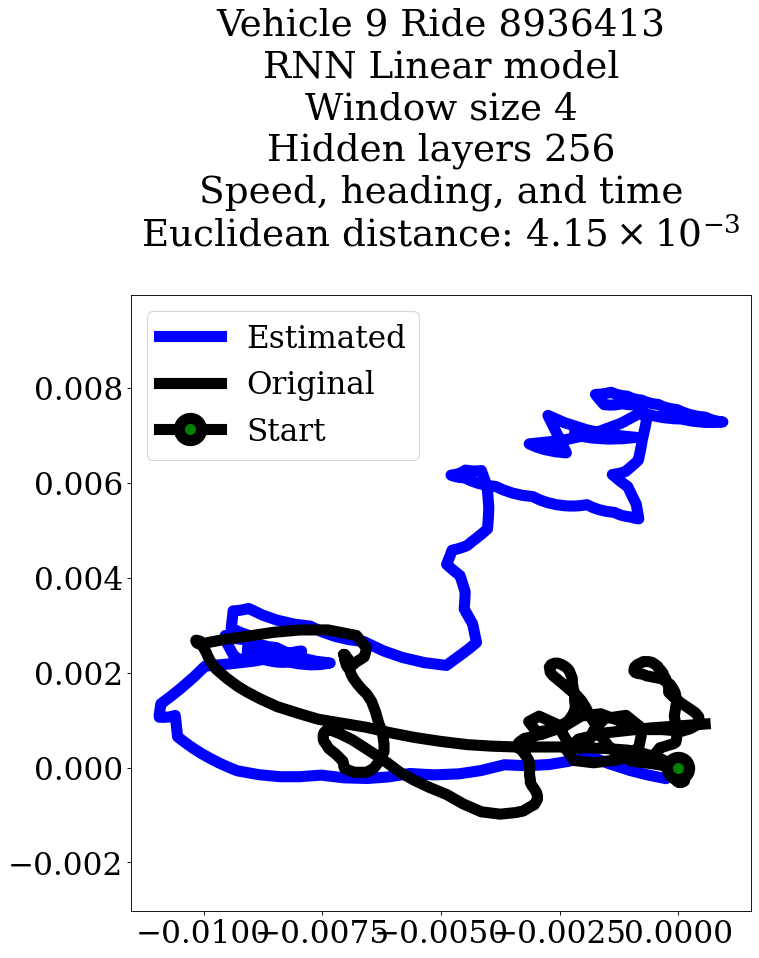 Vehicle 9 Ride 8936413
RNN Linear model
Window size 4
Hidden layers 256
Speed, heading, and time
Euclidean distance: 4.15 × 10⁻³
Estimated
Original
Start
0.008
0.006
0.004
0.002
0.000
−0.002
−0.0100 −0.0075 −0.0050 −0.0025 0.0000